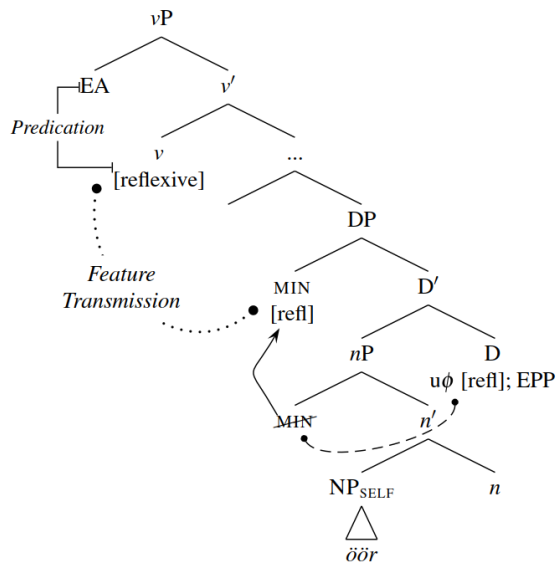 vP
EA v′
Predication
v ...
[reflexive]
DP
Feature
Transmission
MIN D′
[refl]
nP D
uϕ [refl]; EPP
MIN n′
NPSELF n
öör